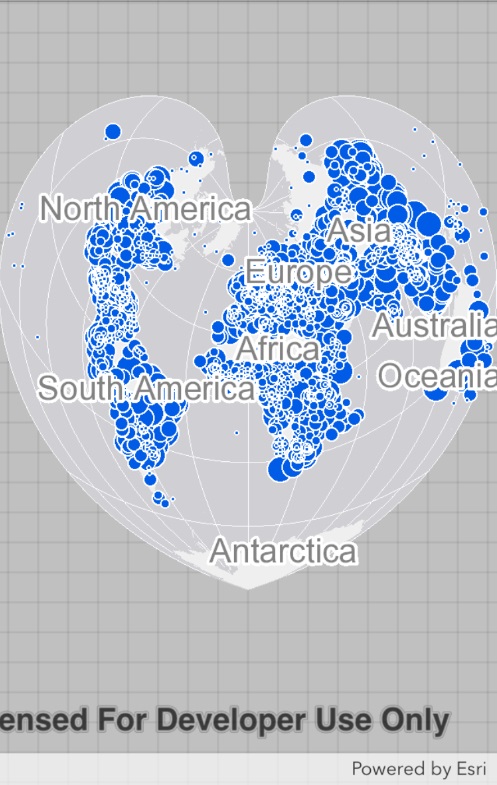 North America
Asia
Europe
Australia
Africa
Oceania
South America
Antarctica
ensed For Developer Use Only
Powered by Esri